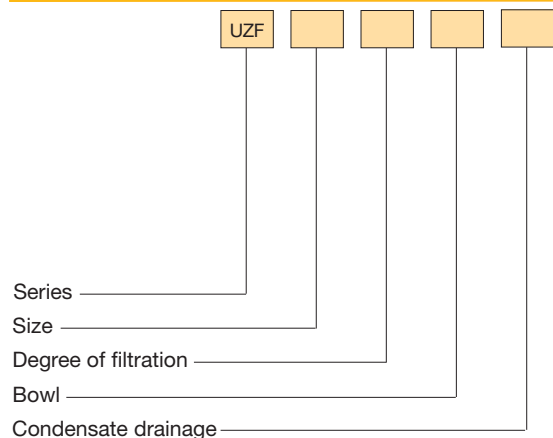 UZF
Series
Size
Degree of filtration
Bowl
Condensate drainage